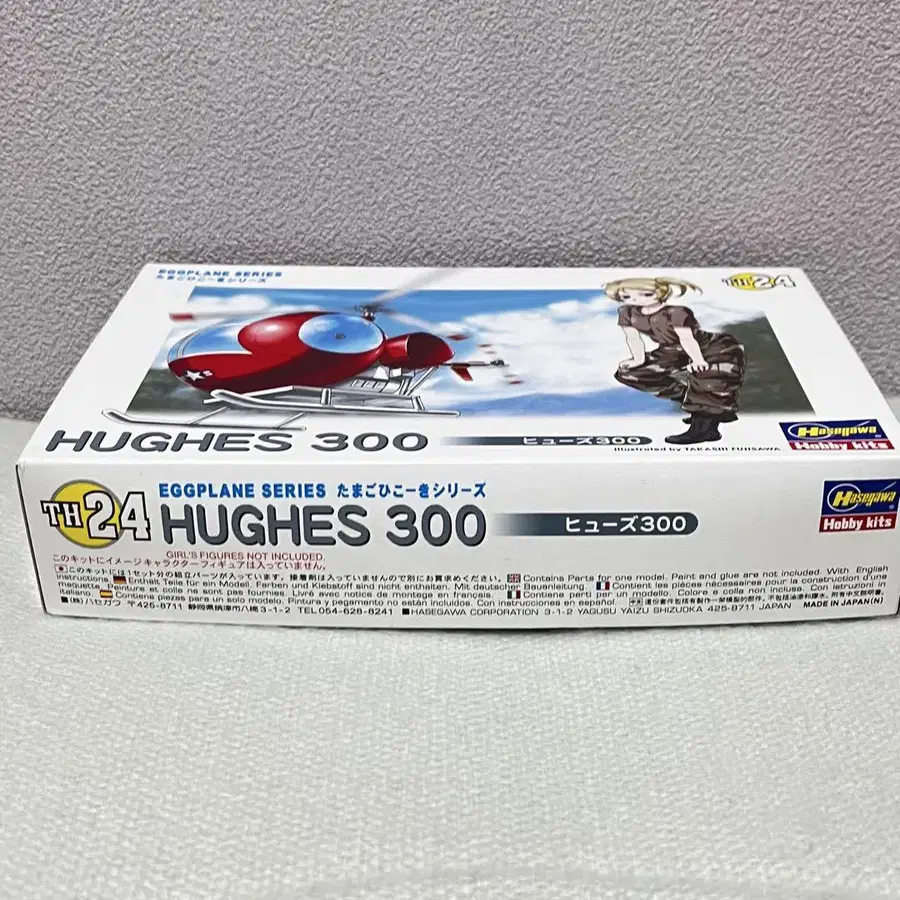 EGGPLANE SERIES
たまごひこーきシリーズ
TH24
HUGHES 300
ヒューズ300
Illustrated by TAKASHI FUJISAWA
Hasegawa
Hobby kits
TH24
EGGPLANE SERIES たまごひこーきシリーズ
HUGHES 300
ヒューズ300
Hasegawa
Hobby kits
GIRL'S FIGURES NOT INCLUDED.
このキットにイメージキャラクターフィギュアは入っていません。
このキットには1セット分の組立パーツが入っています。接着剤は入っていませんので別にお買求めください。 Contains Parts for one model. Paint and glue are not included. With English
instructions. Enthält Teile für ein Modell. Farben und Klebstoff sind nicht enthalten. Mit deutscher Bauanleitung. Contient les pièces nécessaires pour la construction d'une
maquette. Peinture et colle ne sont pas fournies. Livré avec notice de montage en français. Contiene parti per un modello. Colore e colla non inclusi. Con istruzioni in
italiano. Contiene piezas para un solo modelo. Pintura y pegamento no están incluidos. Con instrucciones en español.
■(株)ハセガワ 〒425-8711 静岡県焼津市八楠3-1-2 TEL054-628-8241 ■HASEGAWA CORPORATION 3-1-2 YAGUSU YAIZU SHIZUOKA 425-8711 JAPAN MADE IN JAPAN(N)